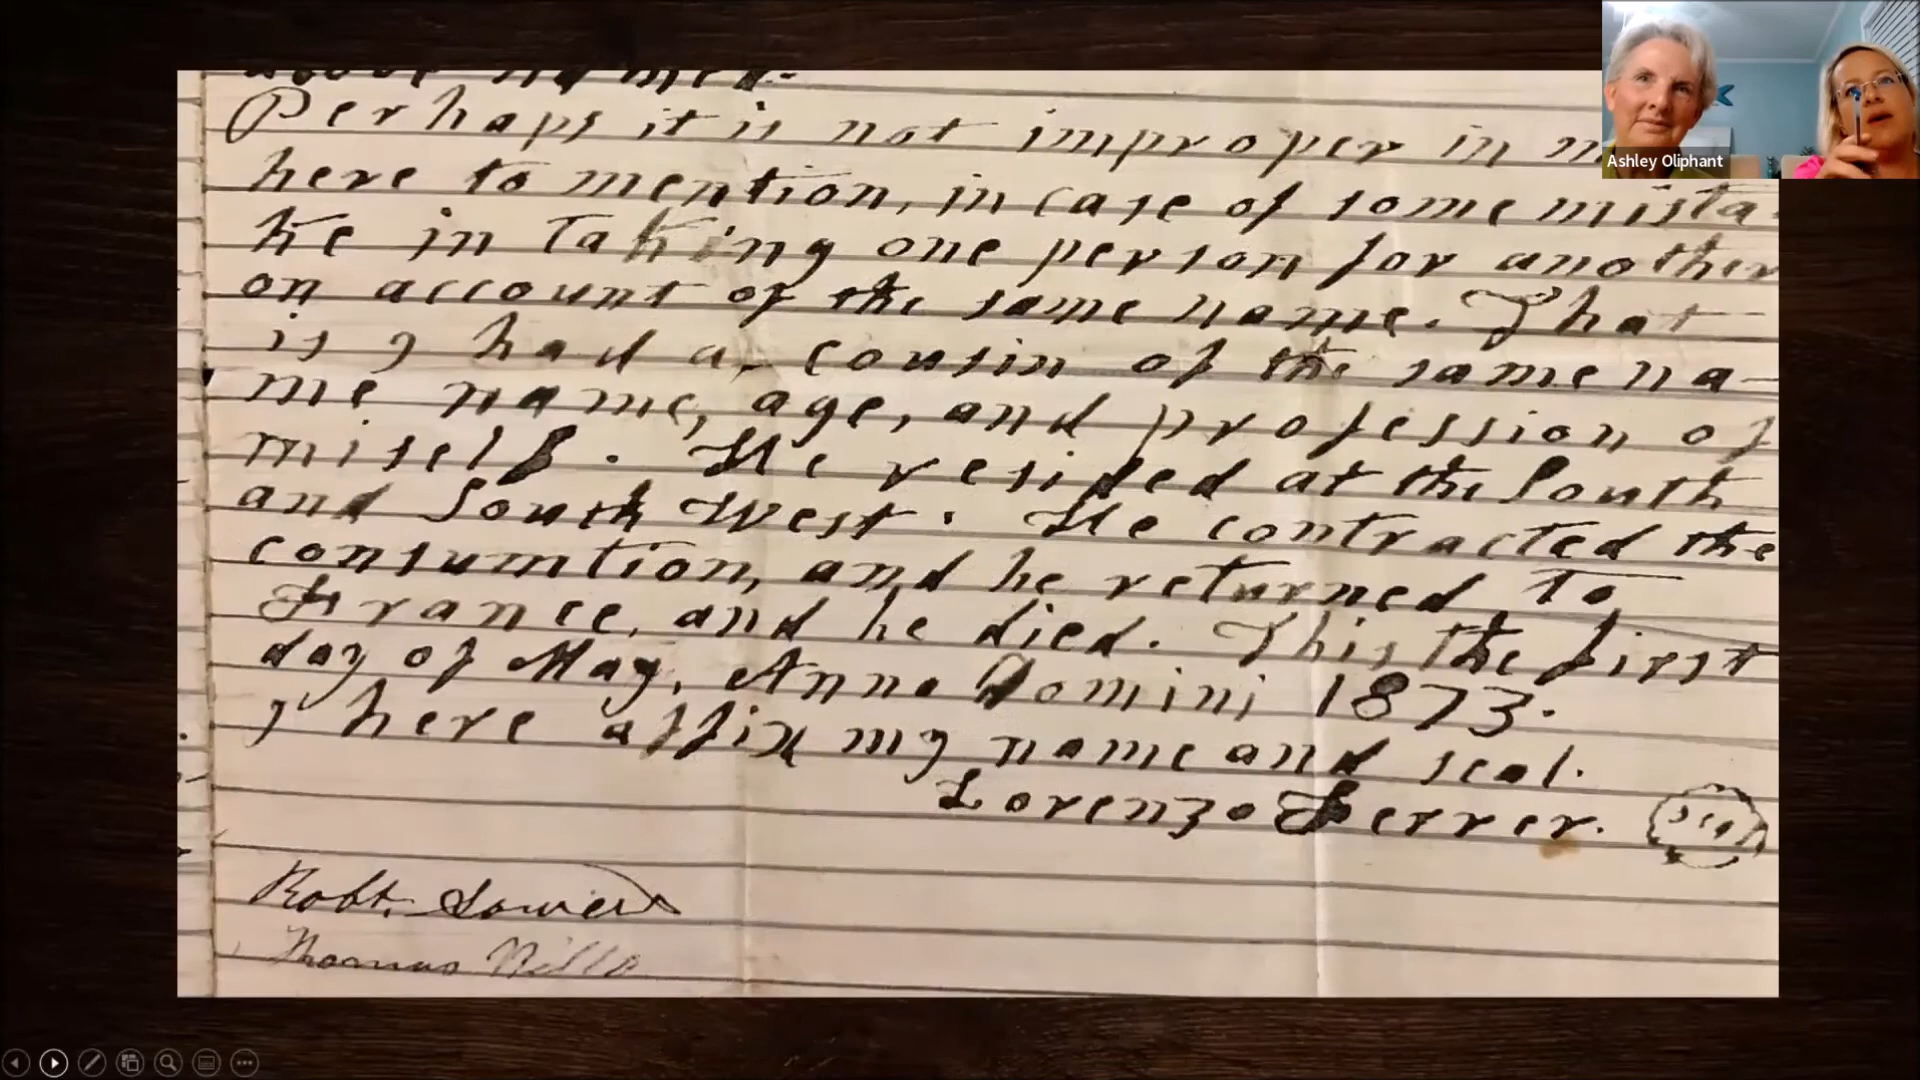 above named.
Perhaps it is not improper in
here to mention, in case of some mista
ke in taking one person for another
on account of the same name. That
is I had a cousin of the same na-
me name, age, and profession of
miself. He resided at the South
and South West. He contracted the
consumtion, and he returned to
France, and he died. This the first
day of May, Anno Domini 1873.
I here affix my name and seal.
Lorenzo Ferrer. seal
Robt.
Thomas
Ashley Oliphant